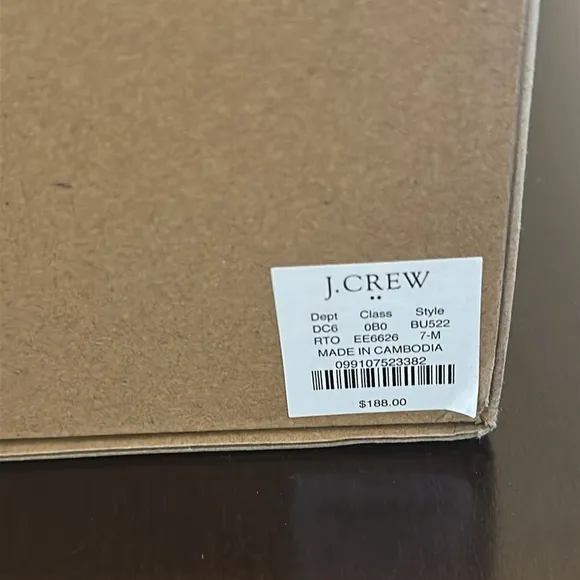 J.CREW
Dept Class Style
DC6 0B0 BU522
RTO EE6626 7-M
MADE IN CAMBODIA
099107523382
$188.00